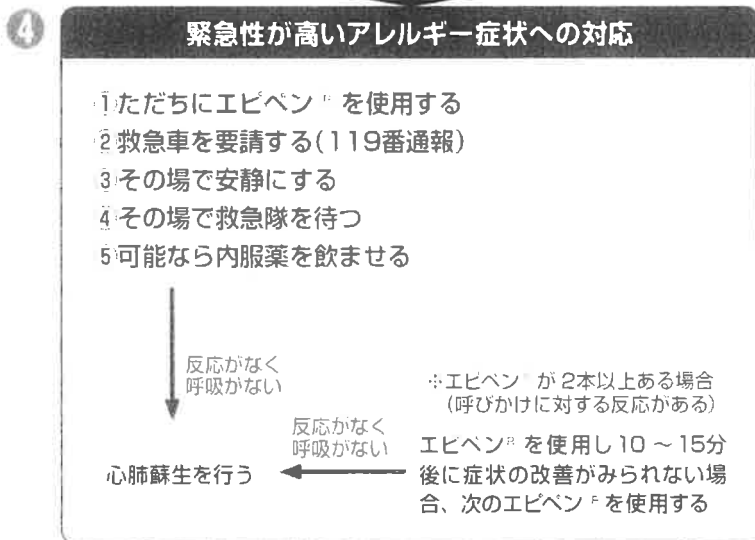 4
緊急性が高いアレルギー症状への対応
1 ただちにエピペン® を使用する
2 救急車を要請する(119番通報)
3 その場で安静にする
4 その場で救急隊を待つ
5 可能なら内服薬を飲ませる
反応がなく
呼吸がない
※エピペン® が2本以上ある場合
(呼びかけに対する反応がある)
反応がなく
呼吸がない
エピペン® を使用し10～15分
後に症状の改善がみられない場
合、次のエピペン® を使用する
心肺蘇生を行う